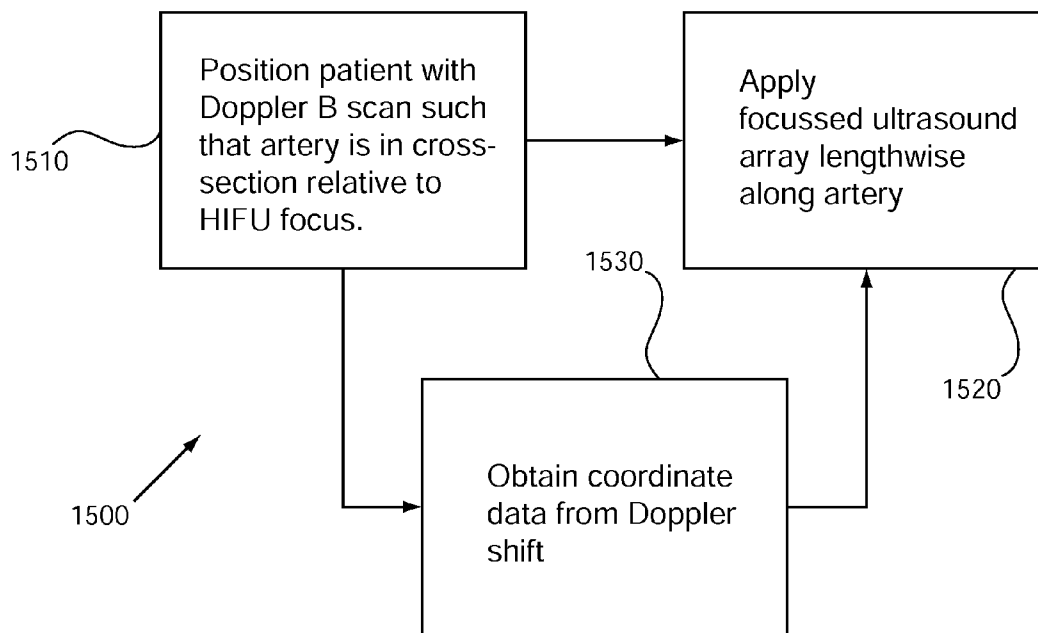 Position patient with
Doppler B scan such
that artery is in cross-
section relative to
HIFU focus.
1510
Apply
focussed ultrasound
array lengthwise
along artery
1530
1520
Obtain coordinate
data from Doppler
shift
1500